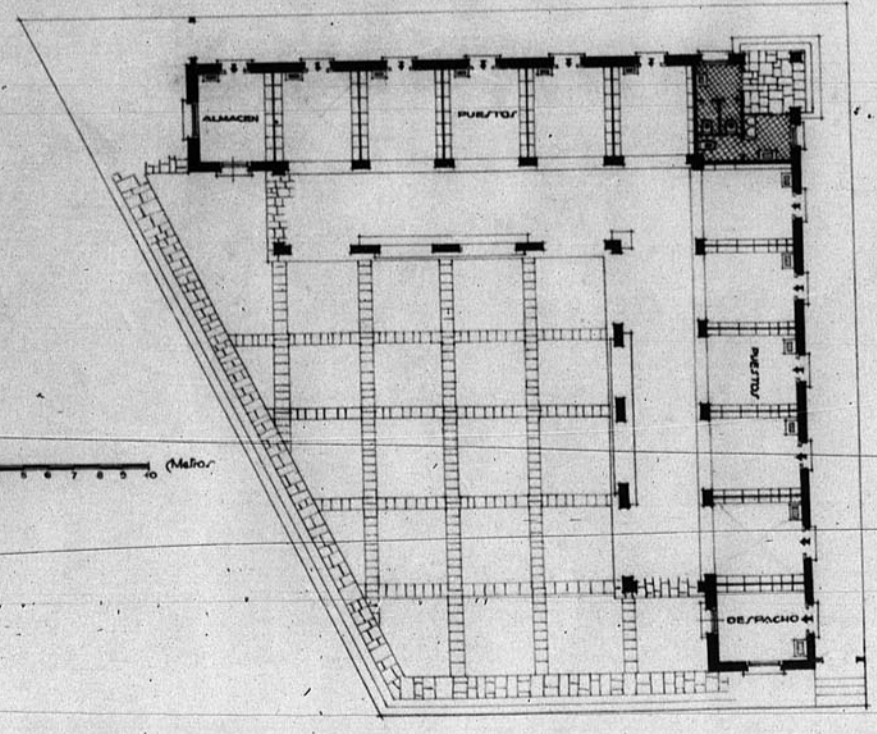 ALMACEN
PUESTOS
PUESTOS
5 6 7 8 9 10 Metros
DESPACHO